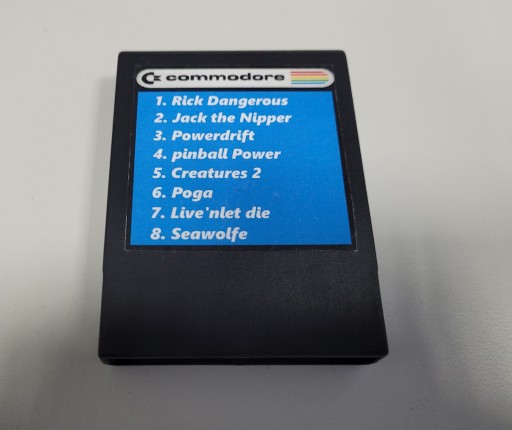 commodore
1. Rick Dangerous
2. Jack the Nipper
3. Powerdrift
4. pinball Power
5. Creatures 2
6. Poga
7. Live'nlet die
8. Seawolfe